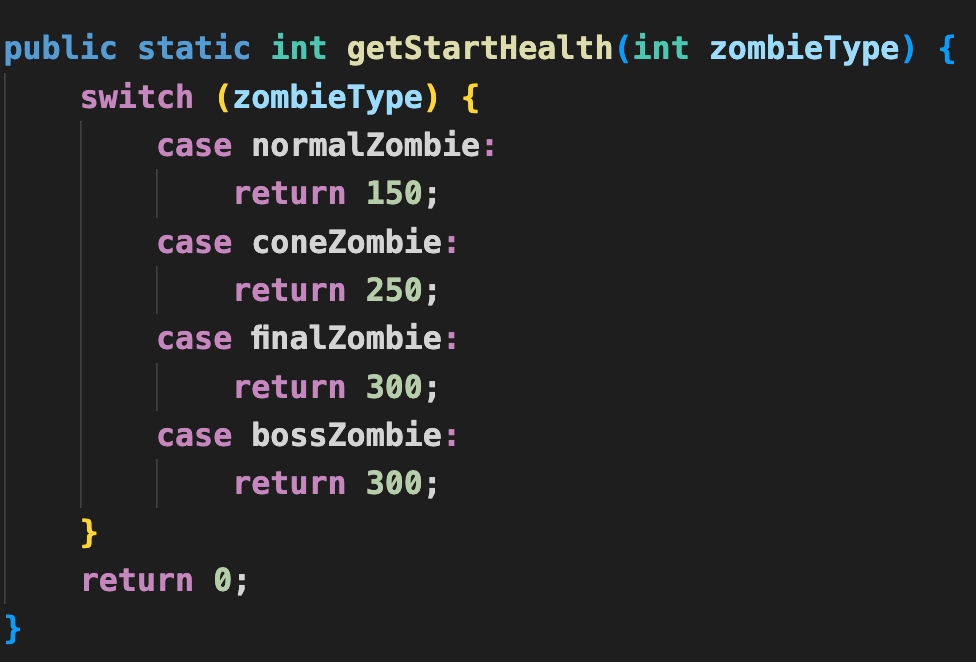 public static int getStartHealth(int zombieType) {
    switch (zombieType) {
        case normalZombie:
            return 150;
        case coneZombie:
            return 250;
        case finalZombie:
            return 300;
        case bossZombie:
            return 300;
    }
    return 0;
}